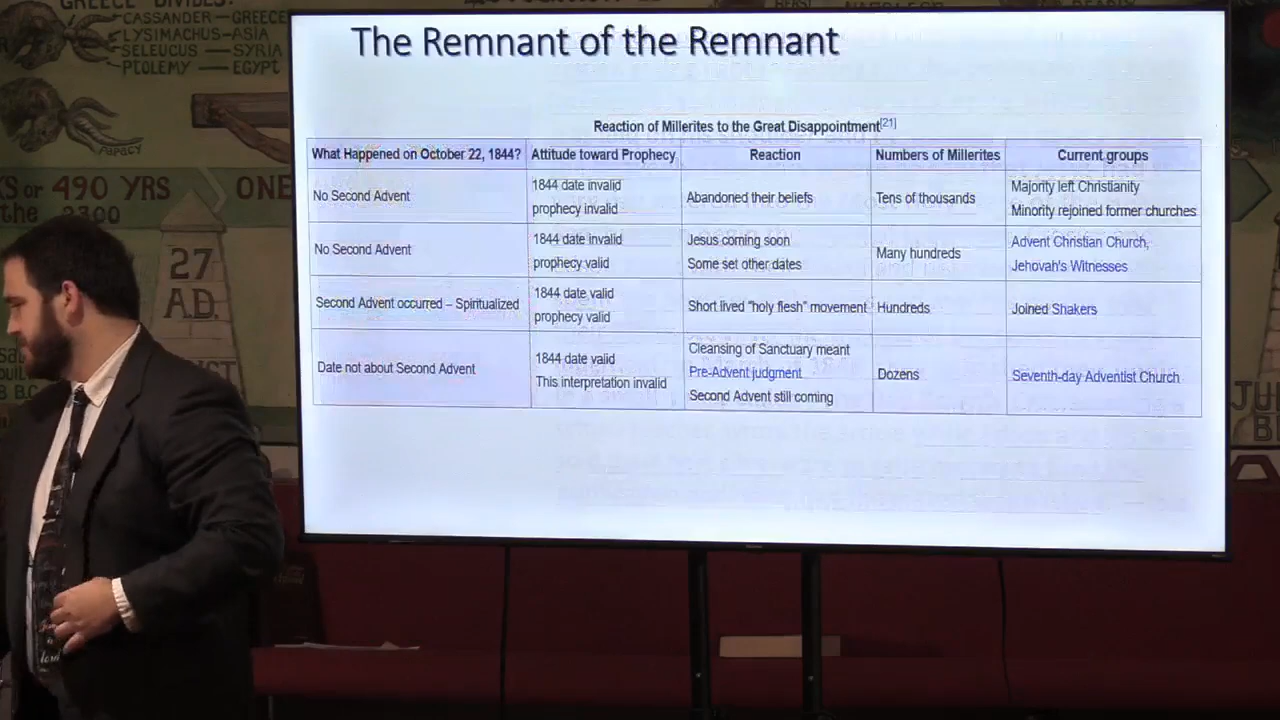 GREECE DIVIDES:
CASSANDER — GREECE
LYSIMACHUS-ASIA
SELEUCUS — SYRIA
PTOLEMY — EGYPT
PAPACY
OR 490 YRS
ONE
the 2300
27
A.D.
B.C.
The Remnant of the Remnant
Reaction of Millerites to the Great Disappointment[21]
What Happened on October 22, 1844? Attitude toward Prophecy Reaction Numbers of Millerites Current groups
No Second Advent 1844 date invalid prophecy invalid Abandoned their beliefs Tens of thousands Majority left Christianity Minority rejoined former churches
No Second Advent 1844 date invalid prophecy valid Jesus coming soon Some set other dates Many hundreds Advent Christian Church, Jehovah's Witnesses
Second Advent occurred – Spiritualized 1844 date valid prophecy valid Short lived "holy flesh" movement Hundreds Joined Shakers
Date not about Second Advent 1844 date valid This interpretation invalid Cleansing of Sanctuary meant Pre-Advent judgment Second Advent still coming Dozens Seventh-day Adventist Church